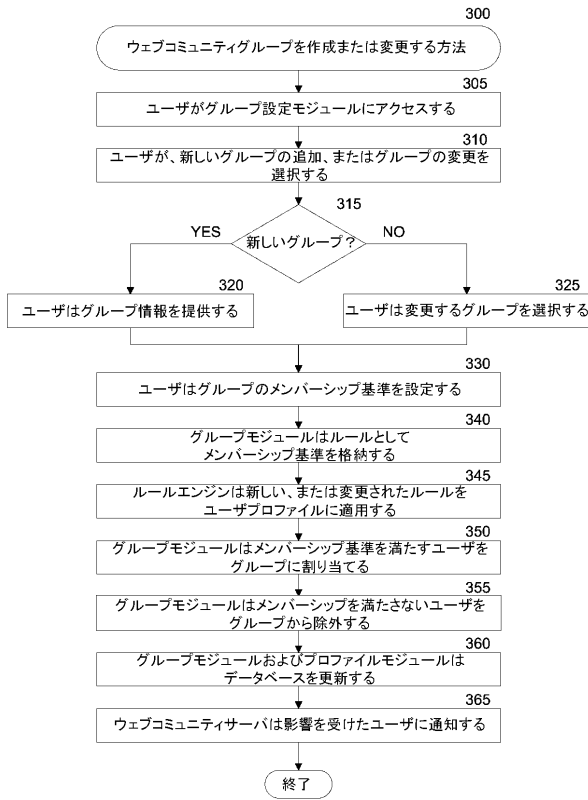 300
ウェブコミュニティグループを作成または変更する方法
305
ユーザがグループ設定モジュールにアクセスする
310
ユーザが、新しいグループの追加、またはグループの変更を
選択する
315
新しいグループ？
YES
NO
320
ユーザはグループ情報を提供する
325
ユーザは変更するグループを選択する
330
ユーザはグループのメンバーシップ基準を設定する
340
グループモジュールはルールとして
メンバーシップ基準を格納する
345
ルールエンジンは新しい、または変更されたルールを
ユーザプロファイルに適用する
350
グループモジュールはメンバーシップ基準を満たすユーザを
グループに割り当てる
355
グループモジュールはメンバーシップを満たさないユーザを
グループから除外する
360
グループモジュールおよびプロファイルモジュールは
データベースを更新する
365
ウェブコミュニティサーバは影響を受けたユーザに通知する
終了